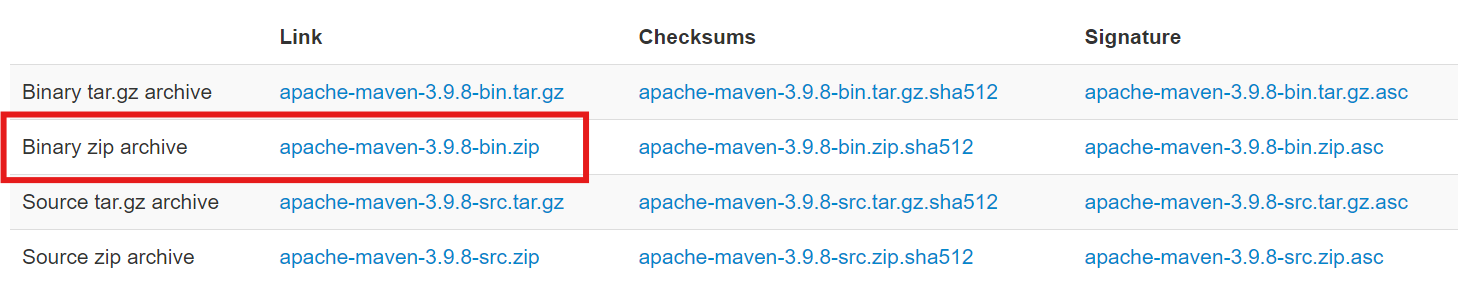 Link Checksums Signature
Binary tar.gz archive apache-maven-3.9.8-bin.tar.gz apache-maven-3.9.8-bin.tar.gz.sha512 apache-maven-3.9.8-bin.tar.gz.asc
Binary zip archive apache-maven-3.9.8-bin.zip apache-maven-3.9.8-bin.zip.sha512 apache-maven-3.9.8-bin.zip.asc
Source tar.gz archive apache-maven-3.9.8-src.tar.gz apache-maven-3.9.8-src.tar.gz.sha512 apache-maven-3.9.8-src.tar.gz.asc
Source zip archive apache-maven-3.9.8-src.zip apache-maven-3.9.8-src.zip.sha512 apache-maven-3.9.8-src.zip.asc